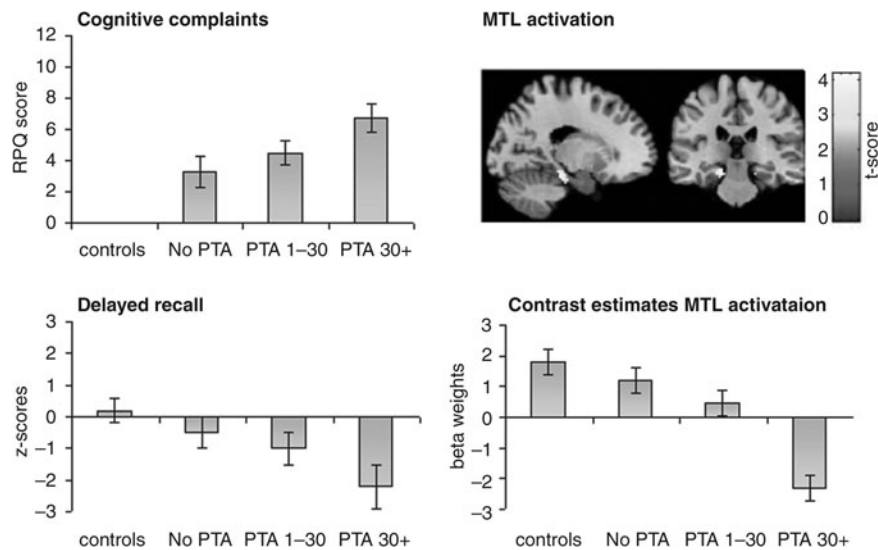 Cognitive complaints
12
10
8
6
4
2
0
RPQ score
controls No PTA PTA 1–30 PTA 30+
MTL activation
4
3
2
1
0
t-score
Delayed recall
3
2
1
0
−1
−2
−3
z-scores
controls No PTA PTA 1–30 PTA 30+
Contrast estimates MTL activataion
3
2
1
0
−1
−2
−3
beta weights
controls No PTA PTA 1–30 PTA 30+